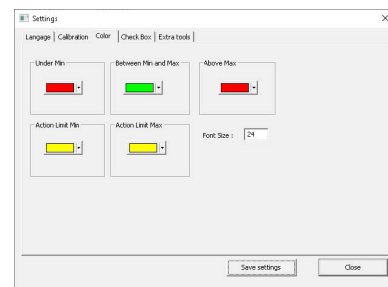 Settings
Langage Calibration Color Check Box Extra tools
Under Min Between Min and Max Above Max
Action Limit Min Action Limit Max
Font Size : 24
Save settings Close